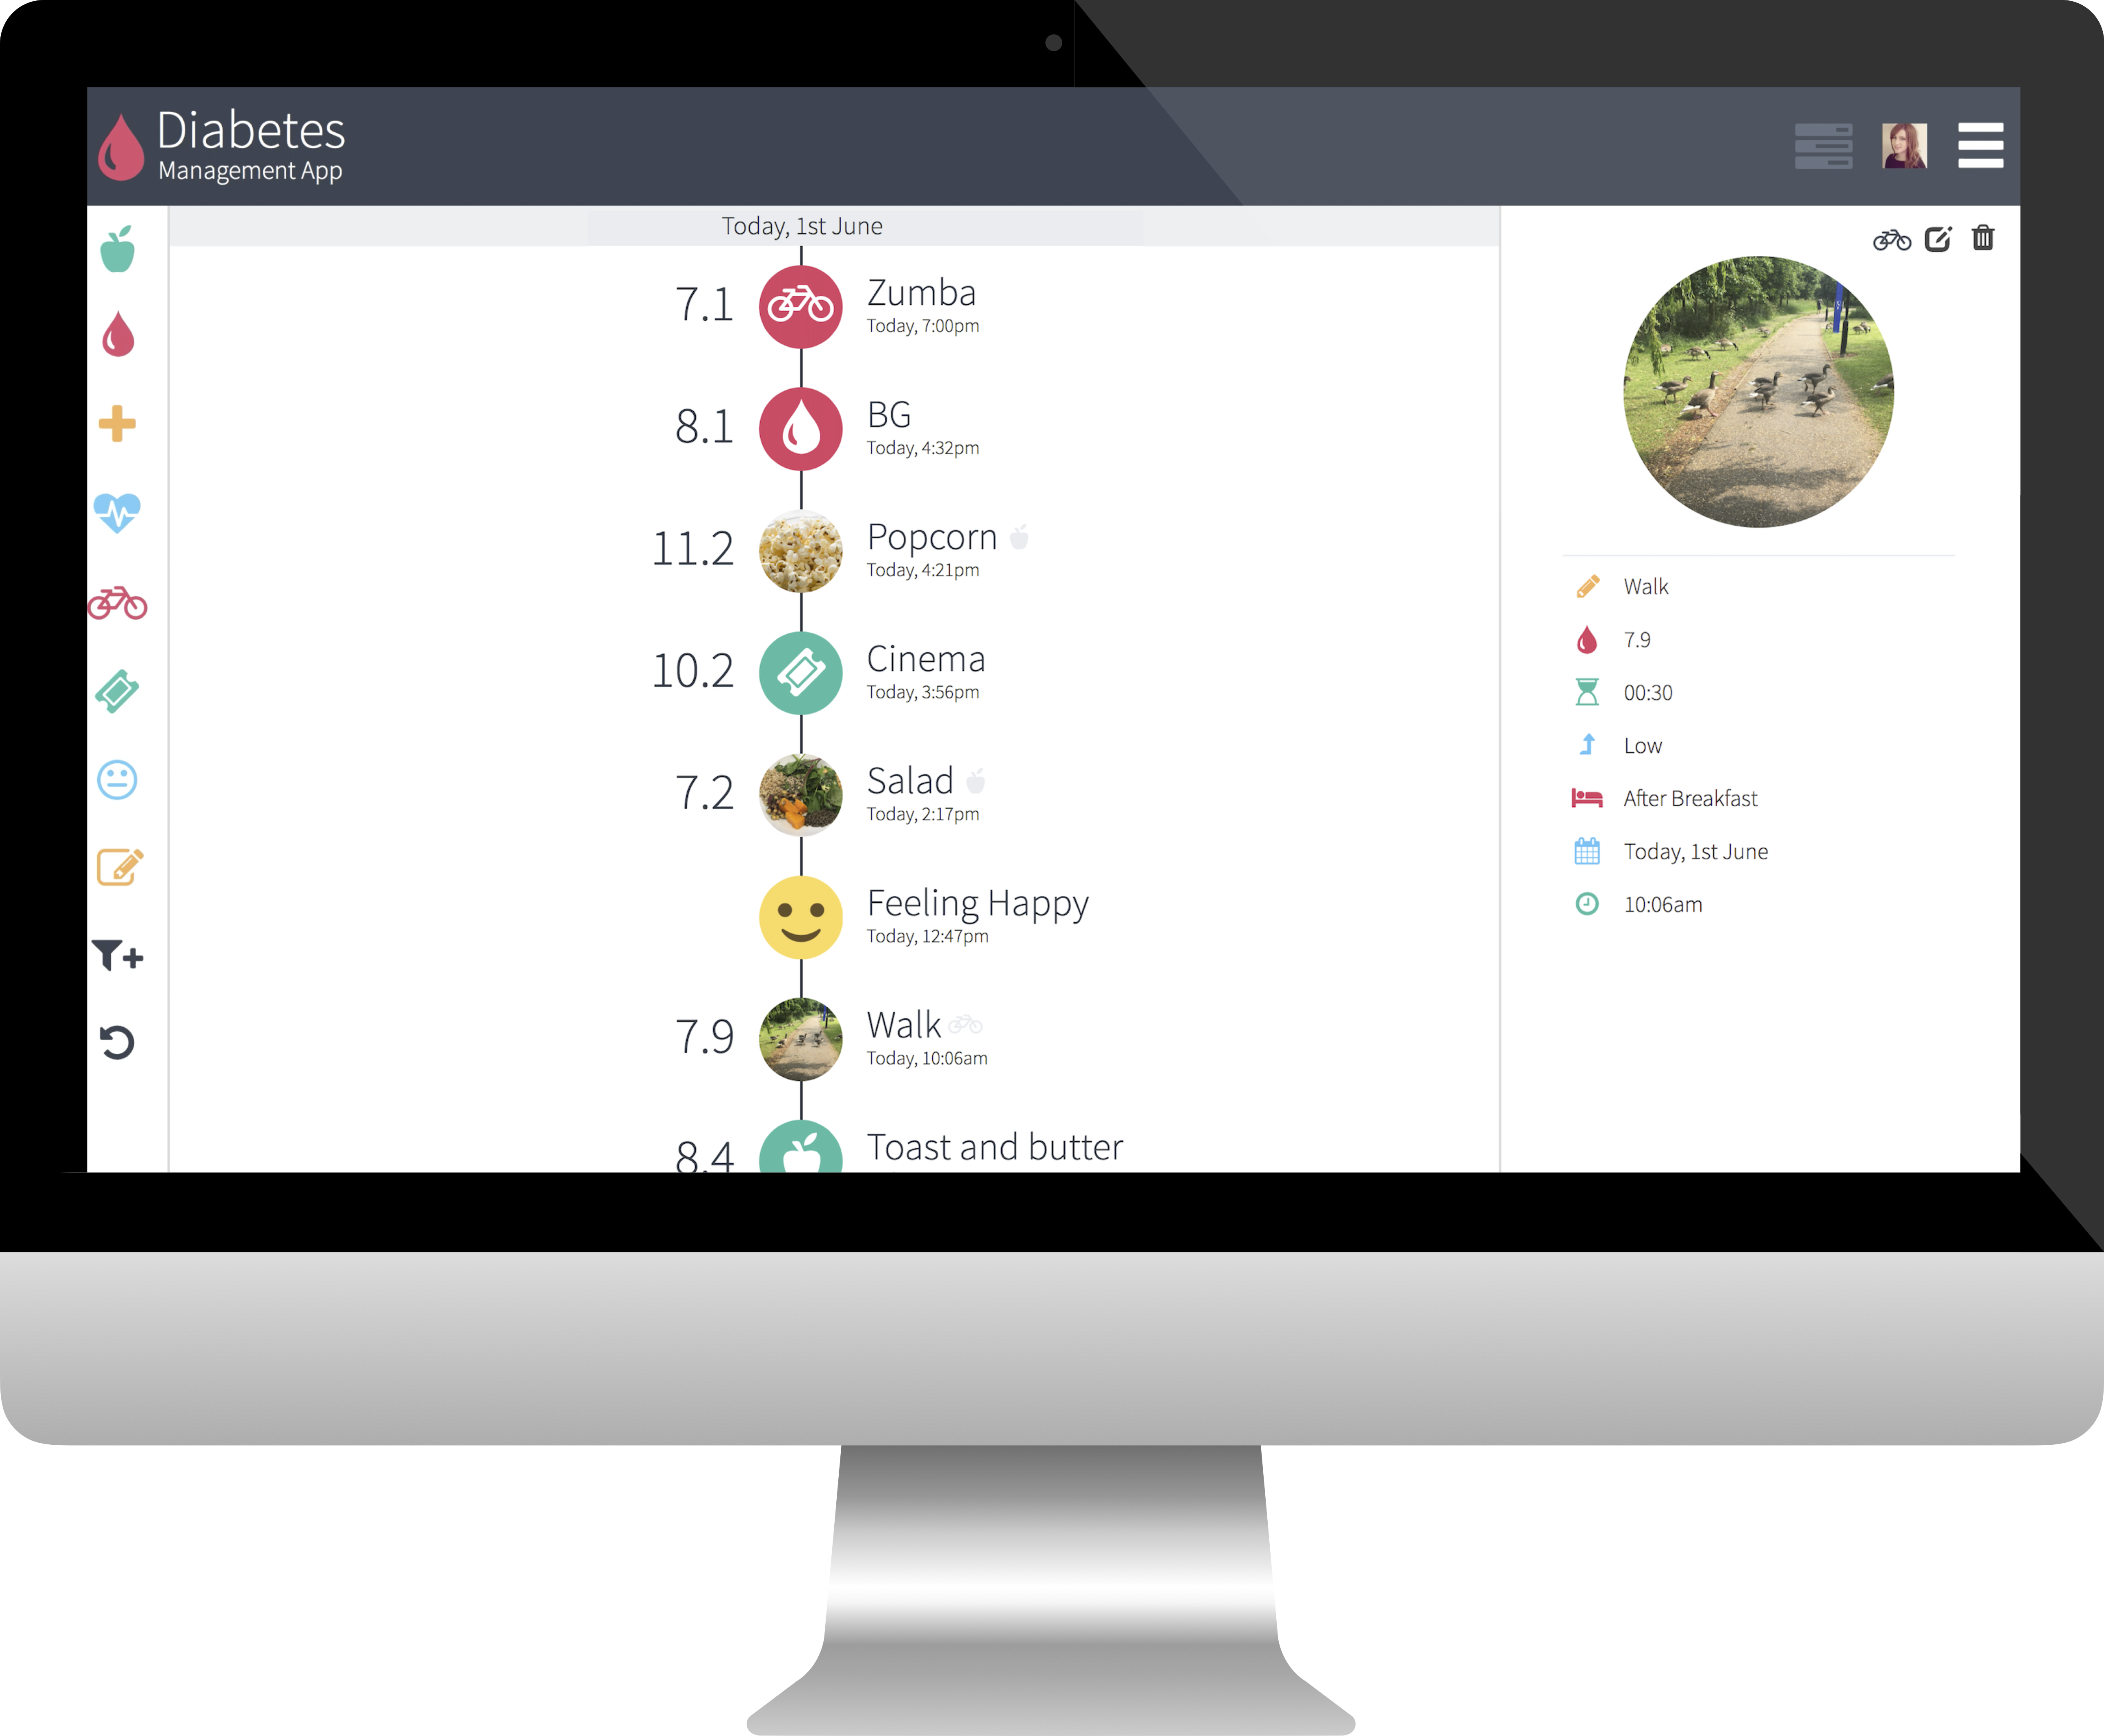 Diabetes
Management App
Today, 1st June
7.1
Zumba
Today, 7:00pm
8.1
BG
Today, 4:32pm
11.2
Popcorn
Today, 4:21pm
10.2
Cinema
Today, 3:56pm
7.2
Salad
Today, 2:17pm
Feeling Happy
Today, 12:47pm
7.9
Walk
Today, 10:06am
8.4
Toast and butter
Walk
7.9
00:30
Low
After Breakfast
Today, 1st June
10:06am